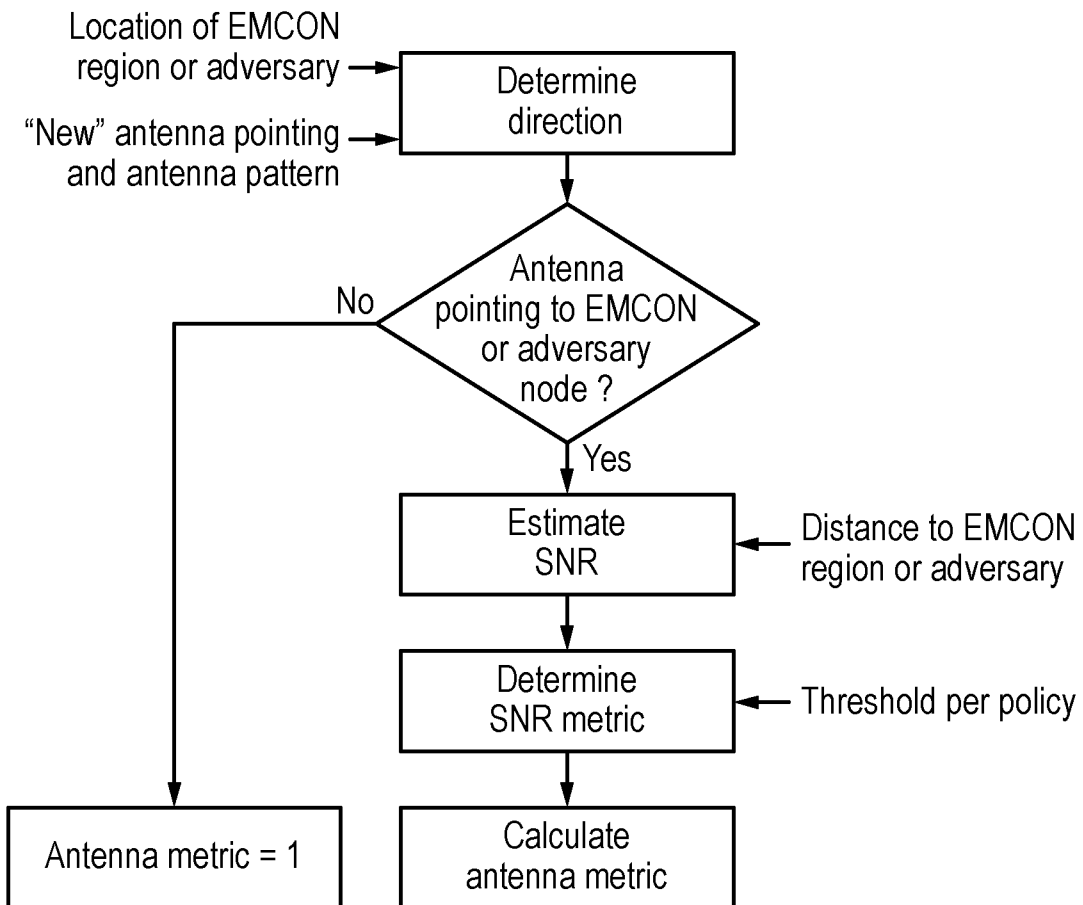 Location of EMCON
region or adversary
“New” antenna pointing
and antenna pattern
Determine
direction
Antenna
pointing to EMCON
or adversary
node ?
No
Yes
Estimate
SNR
Distance to EMCON
region or adversary
Determine
SNR metric
Threshold per policy
Antenna metric = 1
Calculate
antenna metric